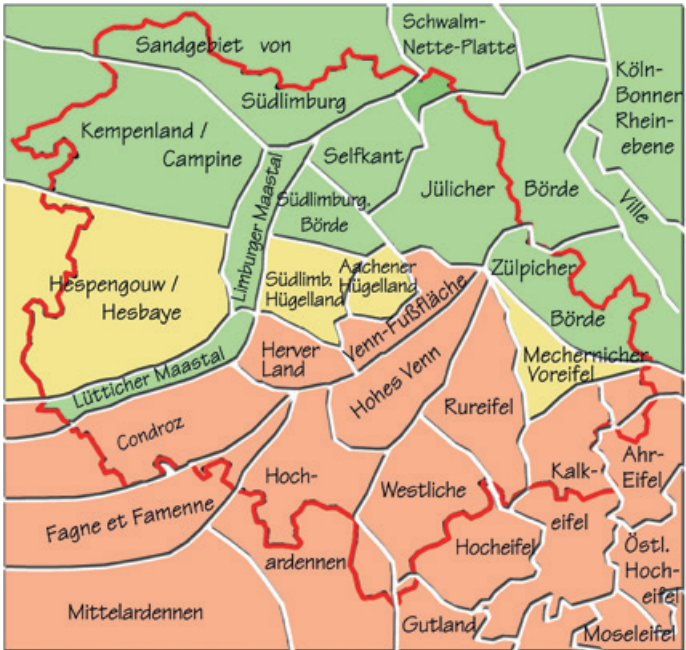 Schwalm-
Nette-Platte
Sandgebiet von
Südlimburg
Köln-
Bonner
Rhein-
ebene
Kempenland /
Campine
Selfkant
Jülicher Börde
Ville
Limburger Maastal
Südlimburg.
Börde
Hespengouw /
Hesbaye
Südlimb.
Hügelland
Aachener
Hügelland
Zülpicher
Börde
Venn-Fußfläche
Herver
Land
Mechernicher
Voreifel
Lütticher Maastal
Hohes Venn
Rureifel
Condroz
Hoch-
ardennen
Westliche
Hocheifel
Kalk-
eifel
Ahr-
Eifel
Fagne et Famenne
Östl.
Hoch-
eifel
Mittelardennen
Gutland
Moseleifel